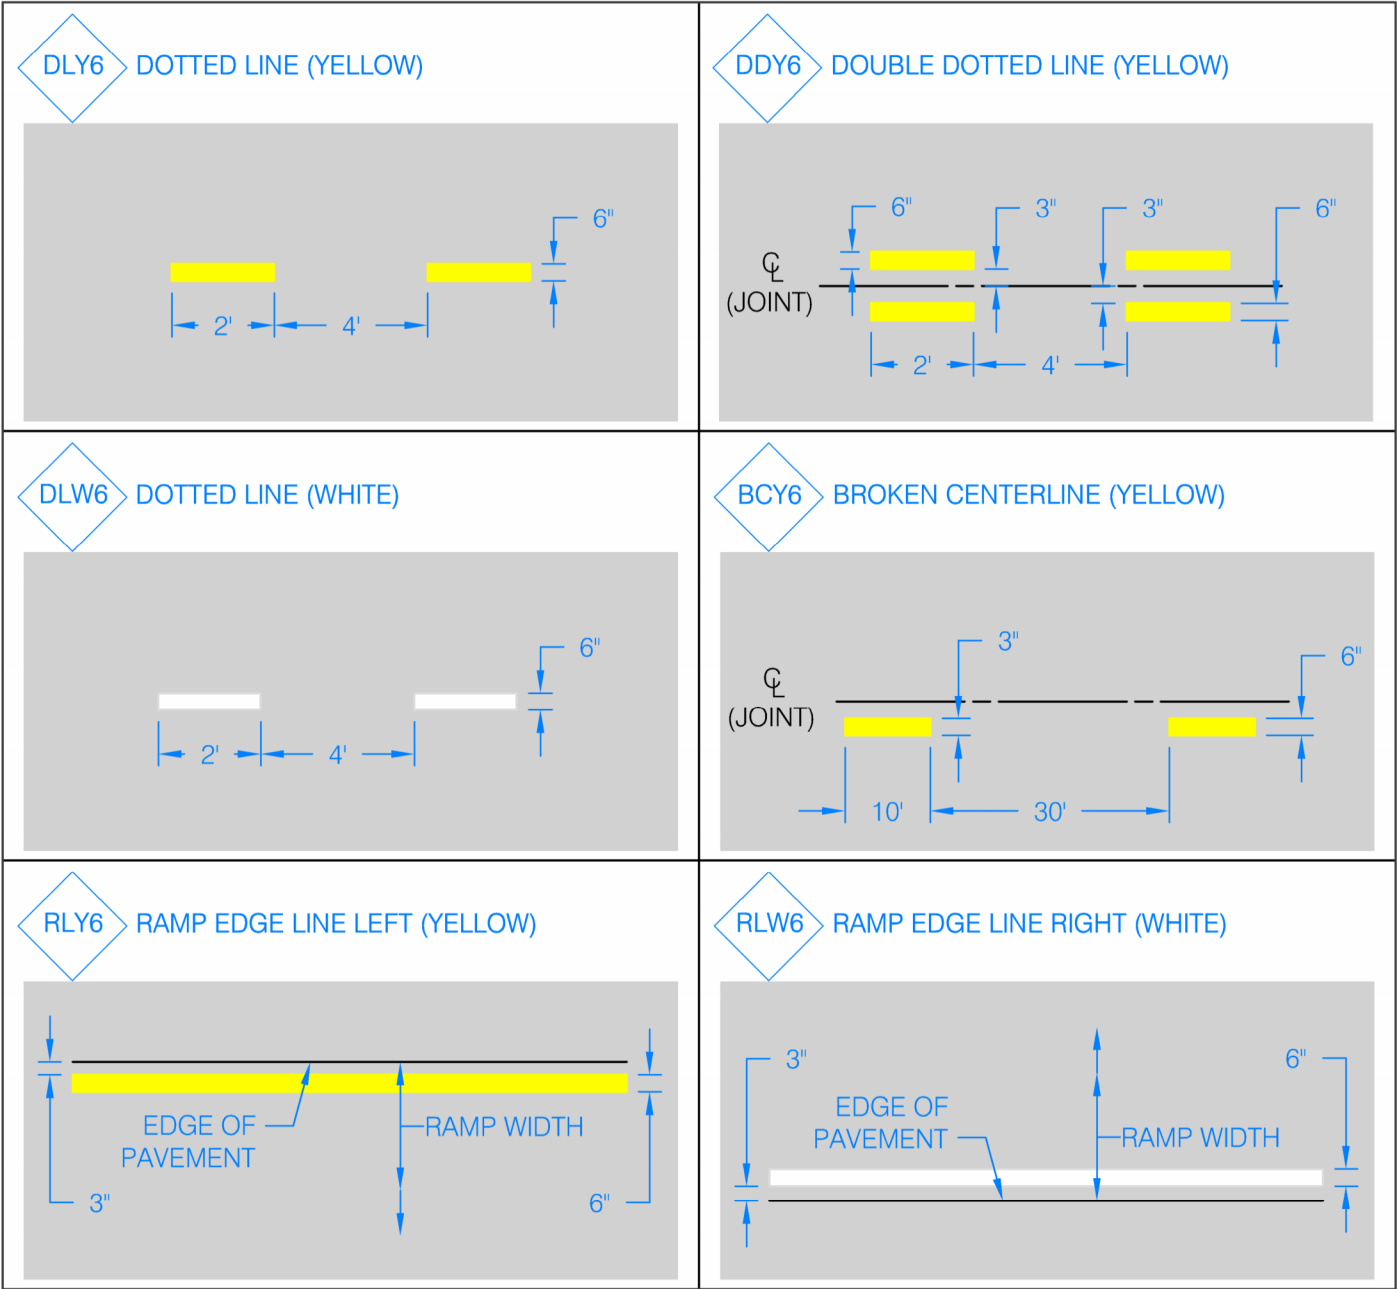 DLY6 DOTTED LINE (YELLOW)
6"
2' 4'
DDY6 DOUBLE DOTTED LINE (YELLOW)
6" 3" 3" 6"
℄
(JOINT)
2' 4'
DLW6 DOTTED LINE (WHITE)
6"
2' 4'
BCY6 BROKEN CENTERLINE (YELLOW)
3" 6"
℄
(JOINT)
10' 30'
RLY6 RAMP EDGE LINE LEFT (YELLOW)
EDGE OF
PAVEMENT
RAMP WIDTH
3" 6"
RLW6 RAMP EDGE LINE RIGHT (WHITE)
3" 6"
EDGE OF
PAVEMENT
RAMP WIDTH